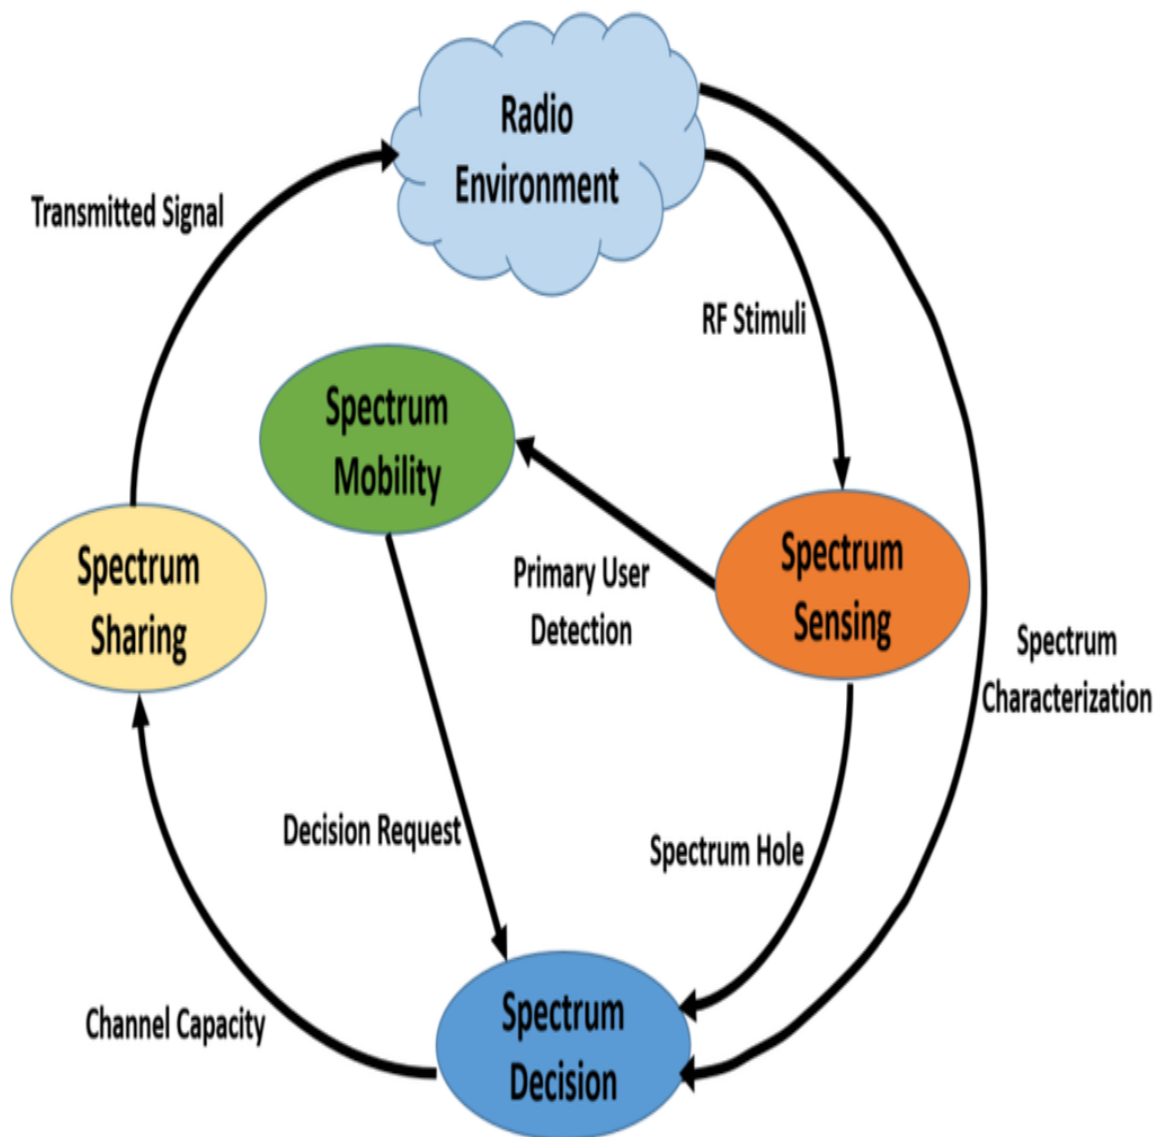 Radio
Environment
Transmitted Signal
RF Stimuli
Spectrum
Mobility
Spectrum
Sharing
Primary User
Detection
Spectrum
Sensing
Spectrum
Characterization
Decision Request
Spectrum Hole
Channel Capacity
Spectrum
Decision